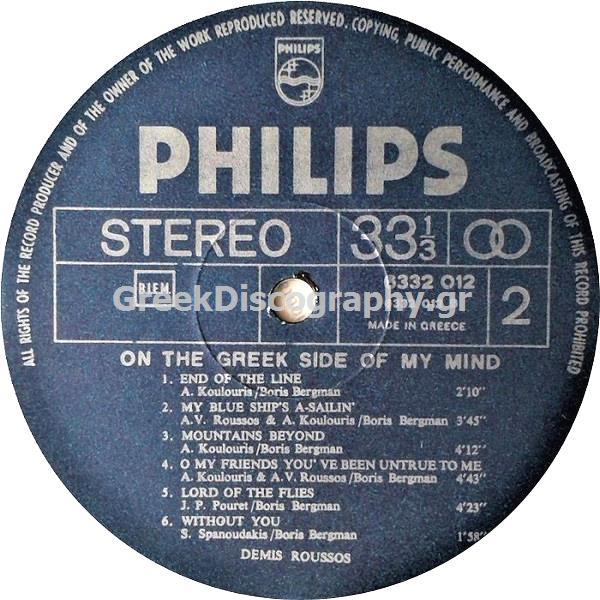 ALL RIGHTS OF THE RECORD PRODUCER AND OF THE OWNER OF THE WORK REPRODUCED RESERVED. COPYING, PUBLIC PERFORMANCE AND BROADCASTING OF THIS RECORD PROHIBITED
PHILIPS
PHILIPS
STEREO 33 1/3
B.I.E.M. 6332 012 2
GreekDiscography.gr
MADE IN GREECE
ON THE GREEK SIDE OF MY MIND
1. END OF THE LINE
A. Koulouris/Boris Bergman 2'10"
2. MY BLUE SHIP'S A-SAILIN'
A.V. Roussos & A. Koulouris/Boris Bergman 3'45"
3. MOUNTAINS BEYOND
A. Koulouris/Boris Bergman 4'12"
4. O MY FRIENDS YOU' VE BEEN UNTRUE TO ME
A. Koulouris & A.V. Roussos/Boris Bergman 4'43"
5. LORD OF THE FLIES
J. P. Pouret/Boris Bergman 4'23"
6. WITHOUT YOU
S. Spanoudakis/Boris Bergman 1'58"
DEMIS ROUSSOS